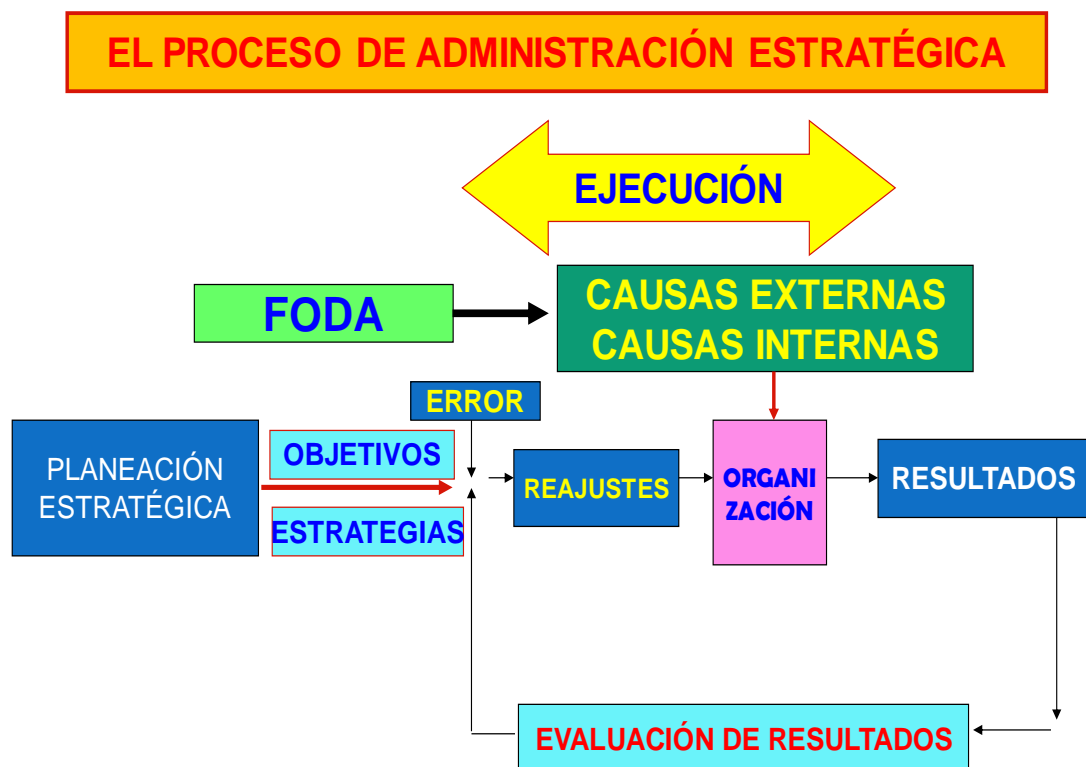 EL PROCESO DE ADMINISTRACIÓN ESTRATÉGICA
EJECUCIÓN
FODA
CAUSAS EXTERNAS
CAUSAS INTERNAS
ERROR
PLANEACIÓN
ESTRATÉGICA
OBJETIVOS
ESTRATEGIAS
REAJUSTES
ORGANI
ZACIÓN
RESULTADOS
EVALUACIÓN DE RESULTADOS